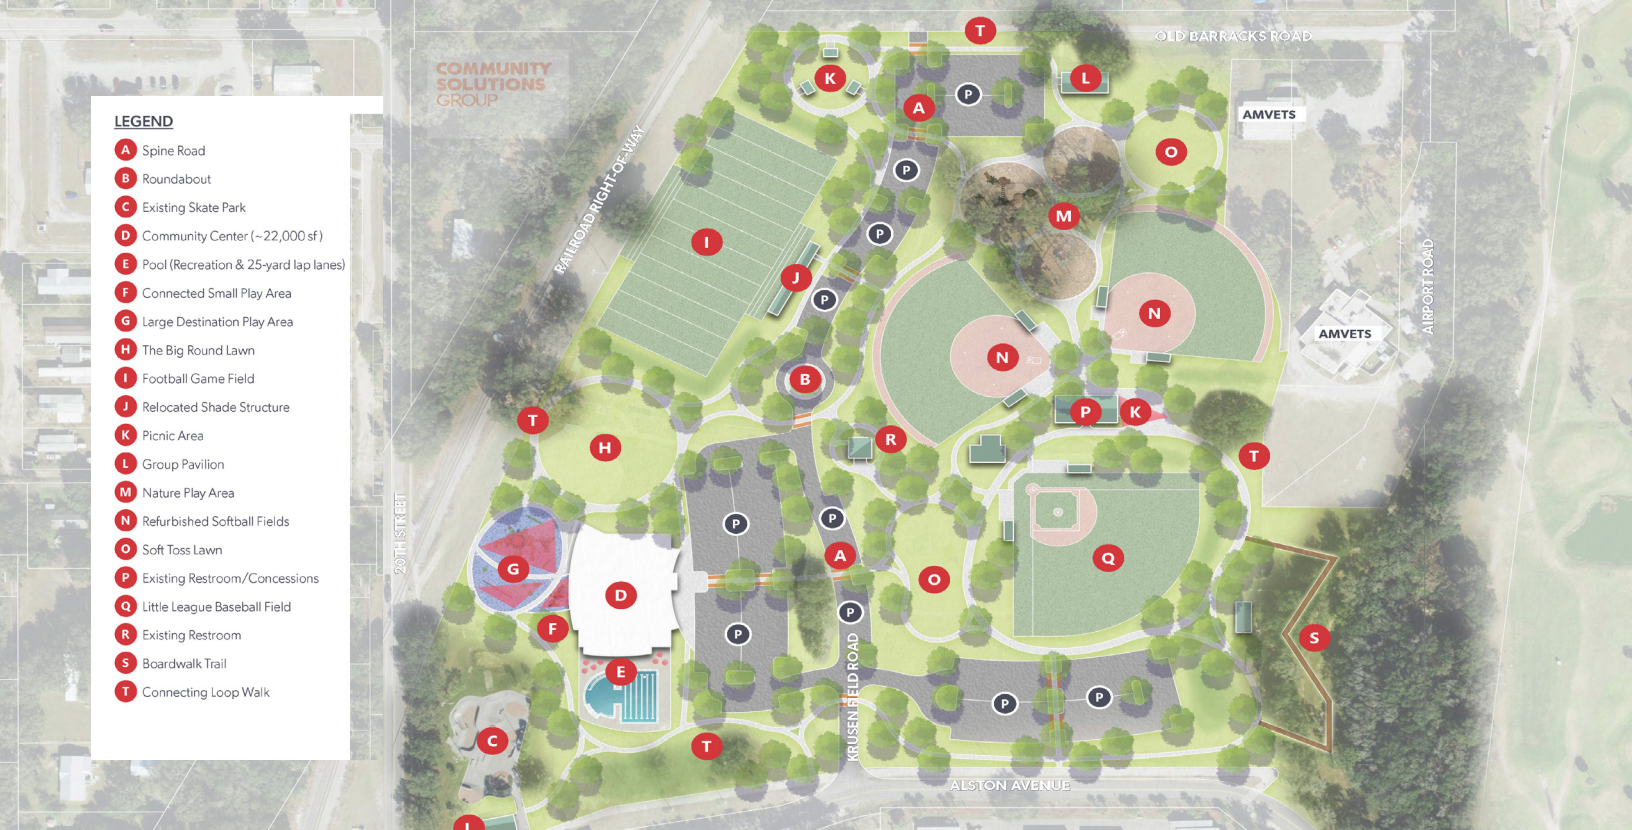 COMMUNITY
SOLUTIONS
GROUP
LEGEND
A Spine Road
B Roundabout
C Existing Skate Park
D Community Center (~22,000 sf)
E Pool (Recreation & 25-yard lap lanes)
F Connected Small Play Area
G Large Destination Play Area
H The Big Round Lawn
I Football Game Field
J Relocated Shade Structure
K Picnic Area
L Group Pavilion
M Nature Play Area
N Refurbished Softball Fields
O Soft Toss Lawn
P Existing Restroom/Concessions
Q Little League Baseball Field
R Existing Restroom
S Boardwalk Trail
T Connecting Loop Walk
T
OLD BARRACKS ROAD
K
L
P
A
AMVETS
O
P
RAILROAD RIGHT-OF-WAY
M
P
I
J
P
N
AIRPORT ROAD
AMVETS
N
B
P
K
T
R
H
T
P
P
20TH STREET
A
Q
G
O
D
P
F
P
S
E
KRUSEN FIELD ROAD
P
P
C
T
ALSTON AVENUE